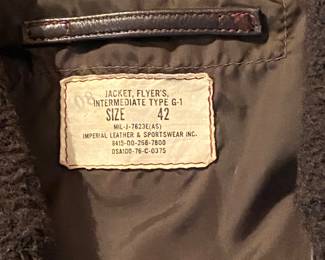 08
JACKET, FLYER'S,
INTERMEDIATE TYPE G-1
SIZE 42
MIL-J-7823E(AS)
IMPERIAL LEATHER & SPORTSWEAR INC.
8415-00-268-7800
DSA100-76-C-0375